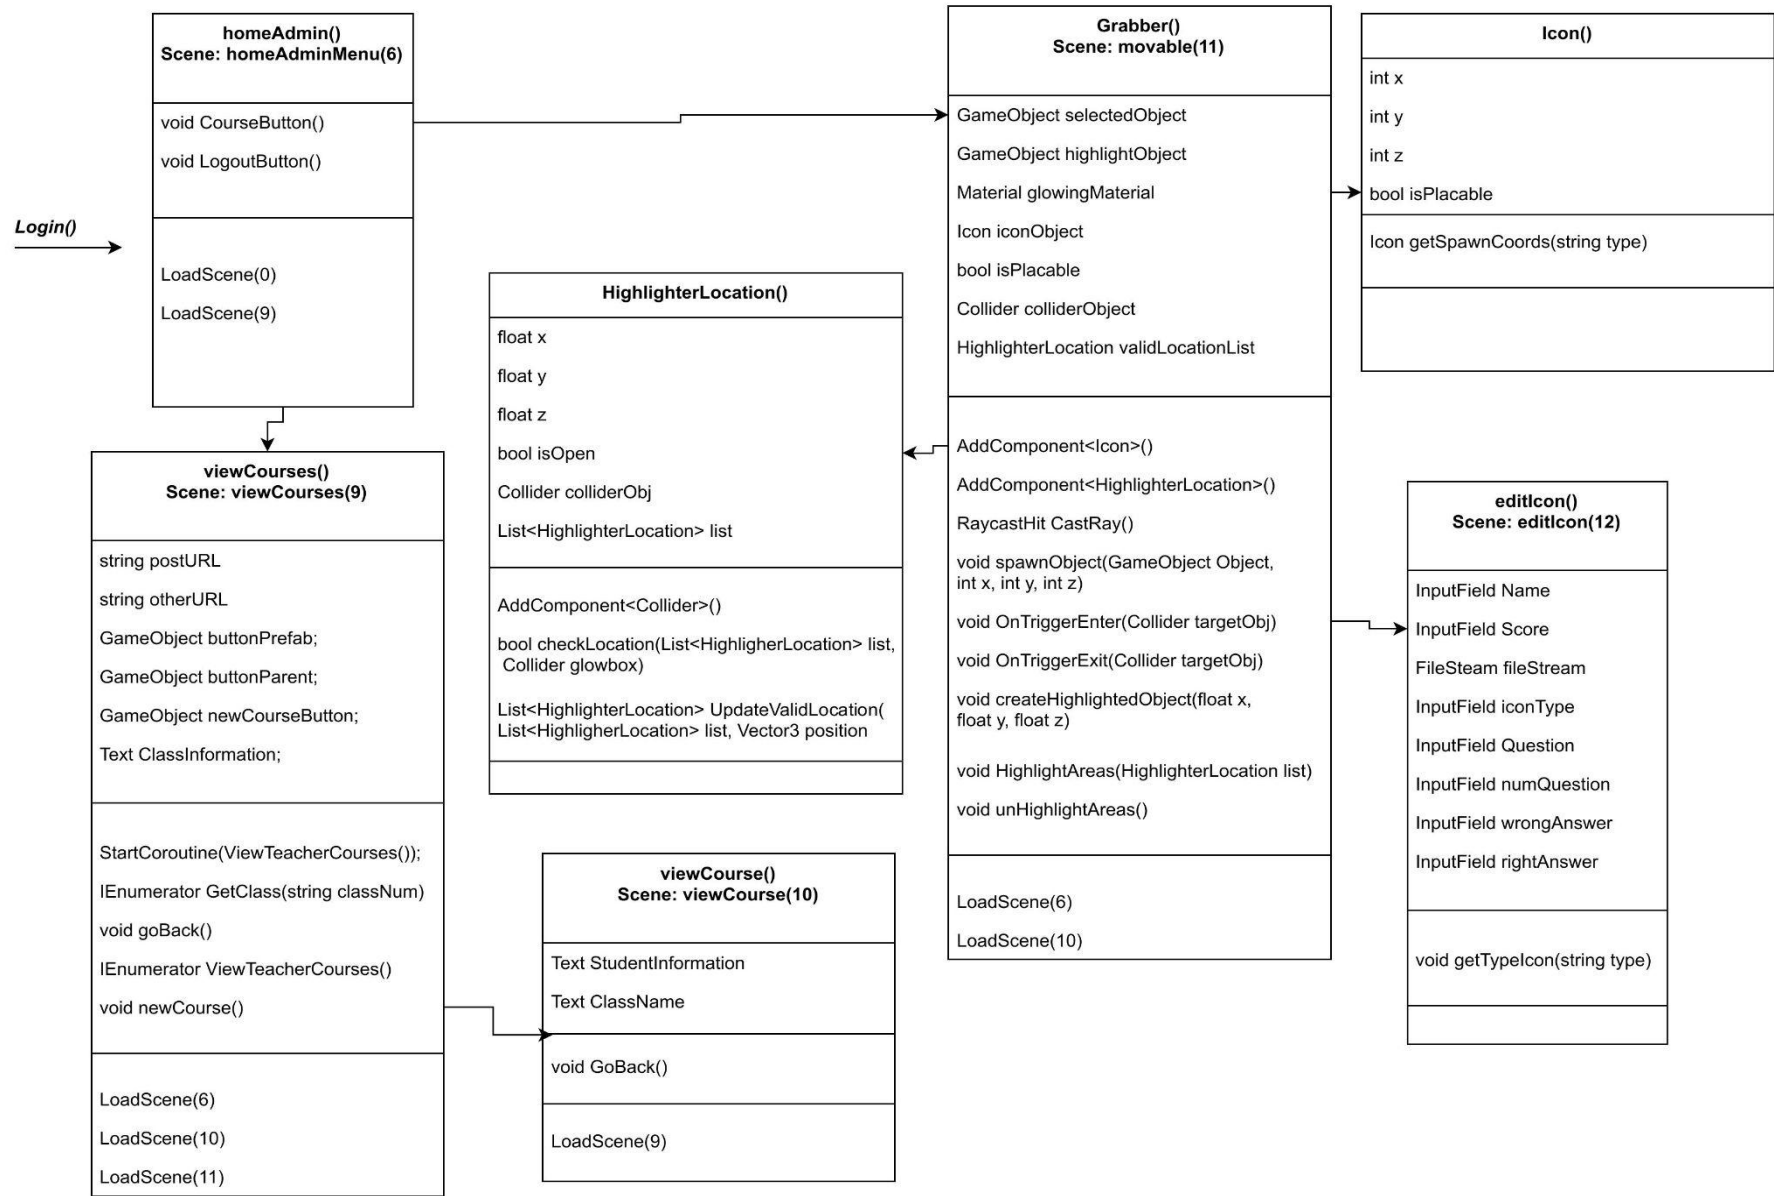 homeAdmin()
Scene: homeAdminMenu(6)
void CourseButton()
void LogoutButton()
LoadScene(0)
LoadScene(9)
Login()
Grabber()
Scene: movable(11)
GameObject selectedObject
GameObject highlightObject
Material glowingMaterial
Icon iconObject
bool isPlacable
Collider colliderObject
HighlighterLocation validLocationList
AddComponent<Icon>()
AddComponent<HighlighterLocation>()
RaycastHit CastRay()
void spawnObject(GameObject Object,
int x, int y, int z)
void OnTriggerEnter(Collider targetObj)
void OnTriggerExit(Collider targetObj)
void createHighlightedObject(float x,
float y, float z)
void HighlightAreas(HighlighterLocation list)
void unHighlightAreas()
LoadScene(6)
LoadScene(10)
Icon()
int x
int y
int z
bool isPlacable
Icon getSpawnCoords(string type)
HighlighterLocation()
float x
float y
float z
bool isOpen
Collider colliderObj
List<HighlighterLocation> list
AddComponent<Collider>()
bool checkLocation(List<HighligherLocation> list,
Collider glowbox)
List<HighlighterLocation> UpdateValidLocation(
List<HighligherLocation> list, Vector3 position
viewCourses()
Scene: viewCourses(9)
string postURL
string otherURL
GameObject buttonPrefab;
GameObject buttonParent;
GameObject newCourseButton;
Text ClassInformation;
StartCoroutine(ViewTeacherCourses());
IEnumerator GetClass(string classNum)
void goBack()
IEnumerator ViewTeacherCourses()
void newCourse()
LoadScene(6)
LoadScene(10)
LoadScene(11)
viewCourse()
Scene: viewCourse(10)
Text StudentInformation
Text ClassName
void GoBack()
LoadScene(9)
editIcon()
Scene: editIcon(12)
InputField Name
InputField Score
FileSteam fileStream
InputField iconType
InputField Question
InputField numQuestion
InputField wrongAnswer
InputField rightAnswer
void getTypeIcon(string type)